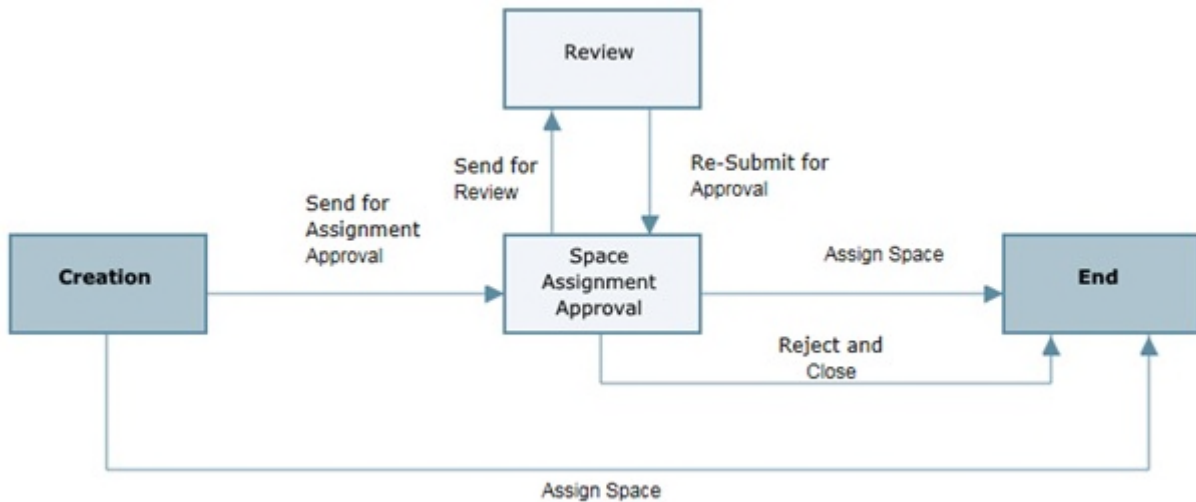 Review
Send for
Review
Re-Submit for
Approval
Send for
Assignment
Approval
Creation
Space
Assignment
Approval
Assign Space
End
Reject and
Close
Assign Space